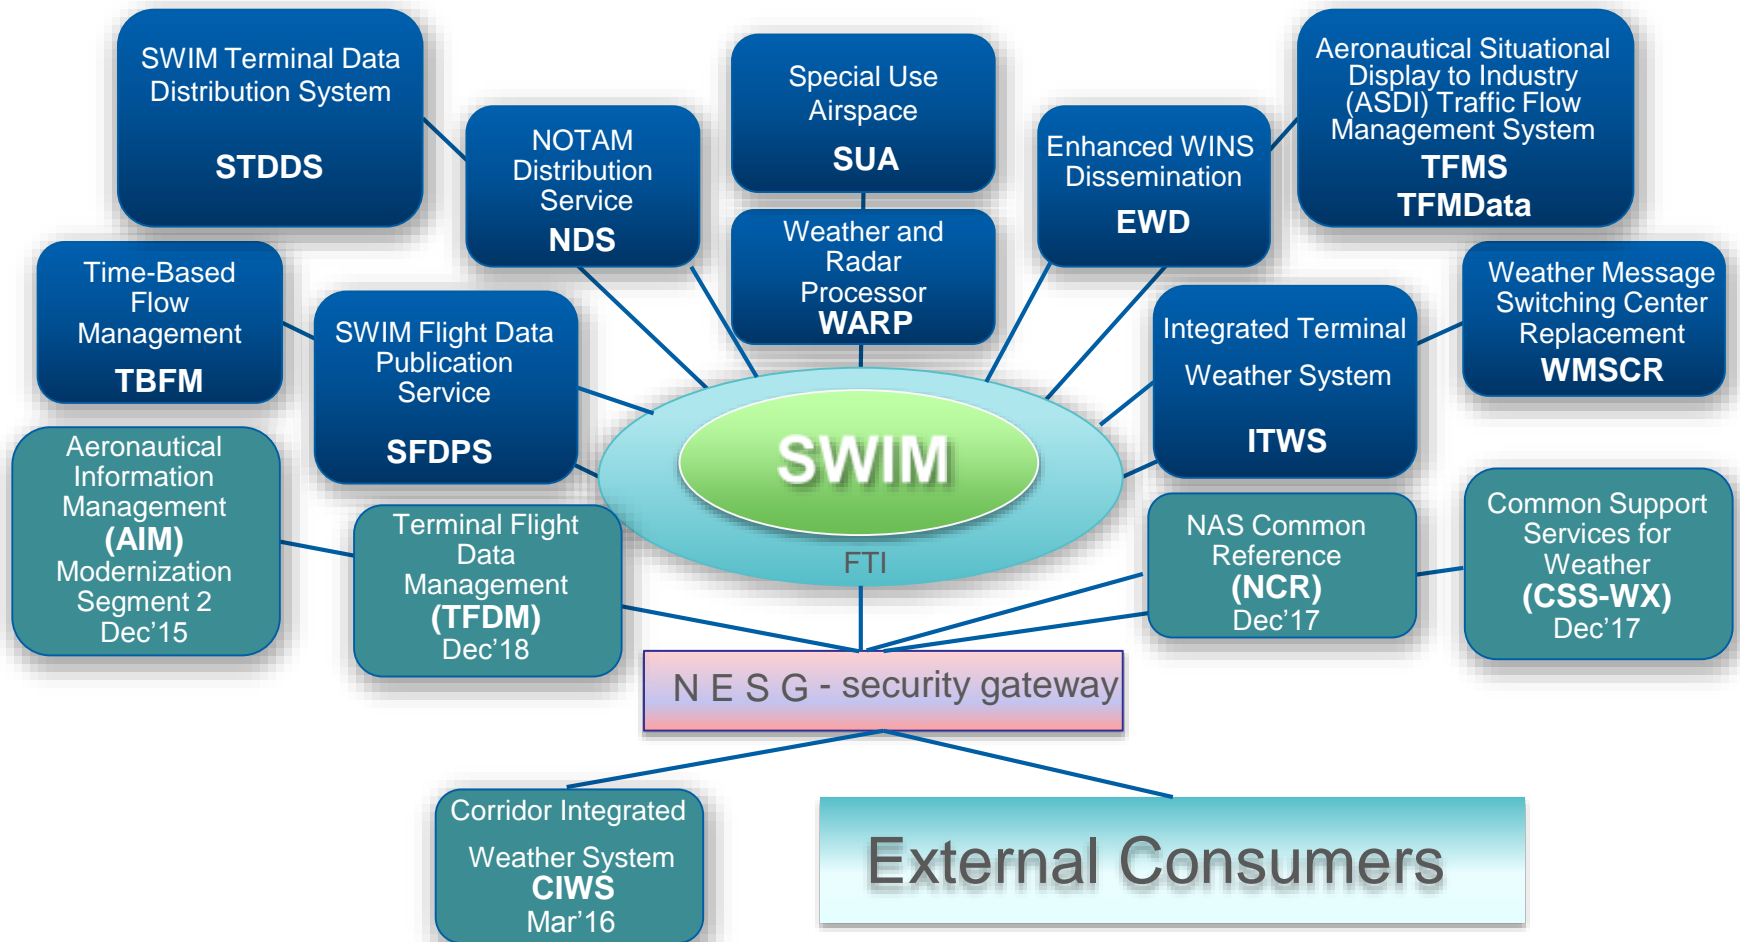 SWIM Terminal Data
Distribution System
STDDS
NOTAM
Distribution
Service
NDS
Special Use
Airspace
SUA
Enhanced WINS
Dissemination
EWD
Aeronautical Situational
Display to Industry
(ASDI) Traffic Flow
Management System
TFMS
TFMData
Time-Based
Flow
Management
TBFM
SWIM Flight Data
Publication
Service
SFDPS
Weather and
Radar
Processor
WARP
Integrated Terminal
Weather System
ITWS
Weather Message
Switching Center
Replacement
WMSCR
SWIM
FTI
Aeronautical
Information
Management
(AIM)
Modernization
Segment 2
Dec’15
Terminal Flight
Data
Management
(TFDM)
Dec’18
NAS Common
Reference
(NCR)
Dec’17
Common Support
Services for
Weather
(CSS-WX)
Dec’17
N E S G - security gateway
Corridor Integrated
Weather System
CIWS
Mar’16
External Consumers